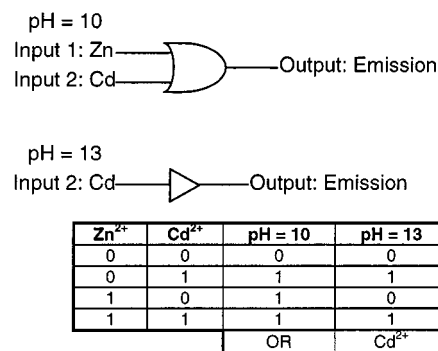 pH = 10
Input 1: Zn
Input 2: Cd
Output: Emission
pH = 13
Input 2: Cd
Output: Emission
Zn²⁺ Cd²⁺ pH = 10 pH = 13
0 0 0 0
0 1 1 1
1 0 1 0
1 1 1 1
OR Cd²⁺